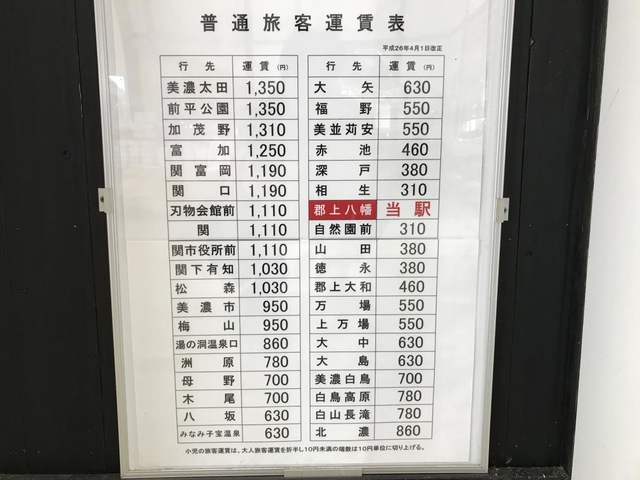 普通旅客運賃表
平成26年4月1日改正
行先 運賃(円)
美濃太田 1,350
前平公園 1,350
加茂野 1,310
富加 1,250
関富岡 1,190
関口 1,190
刃物会館前 1,110
関 1,110
関市役所前 1,110
関下有知 1,030
松森 1,030
美濃市 950
梅山 950
湯の洞温泉口 860
洲原 780
母野 700
木尾 700
八坂 630
みなみ子宝温泉 630
行先 運賃(円)
大矢 630
福野 550
美並苅安 550
赤池 460
深戸 380
相生 310
郡上八幡 当駅
自然園前 310
山田 380
徳永 380
郡上大和 460
万場 550
上万場 550
大中 630
大島 630
美濃白鳥 700
白鳥高原 780
白山長滝 780
北濃 860
小児の旅客運賃は、大人旅客運賃を折半し10円未満の端数は10円単位に切り上げる。